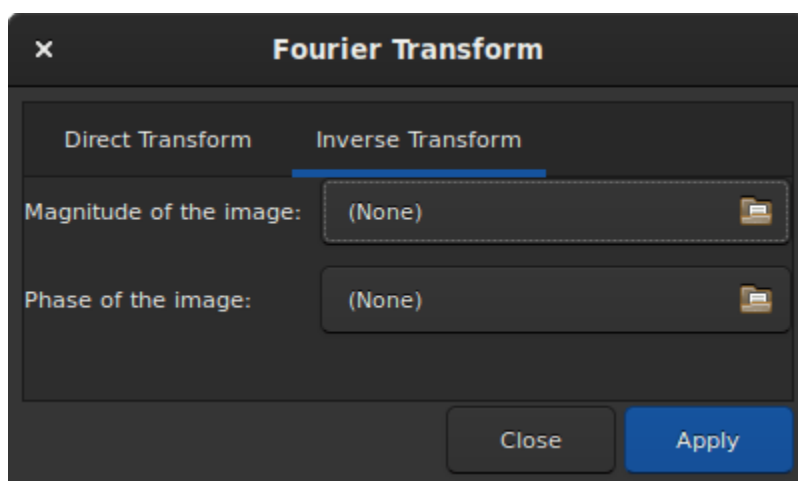 Fourier Transform
Direct Transform Inverse Transform
Magnitude of the image: (None)
Phase of the image: (None)
Close Apply